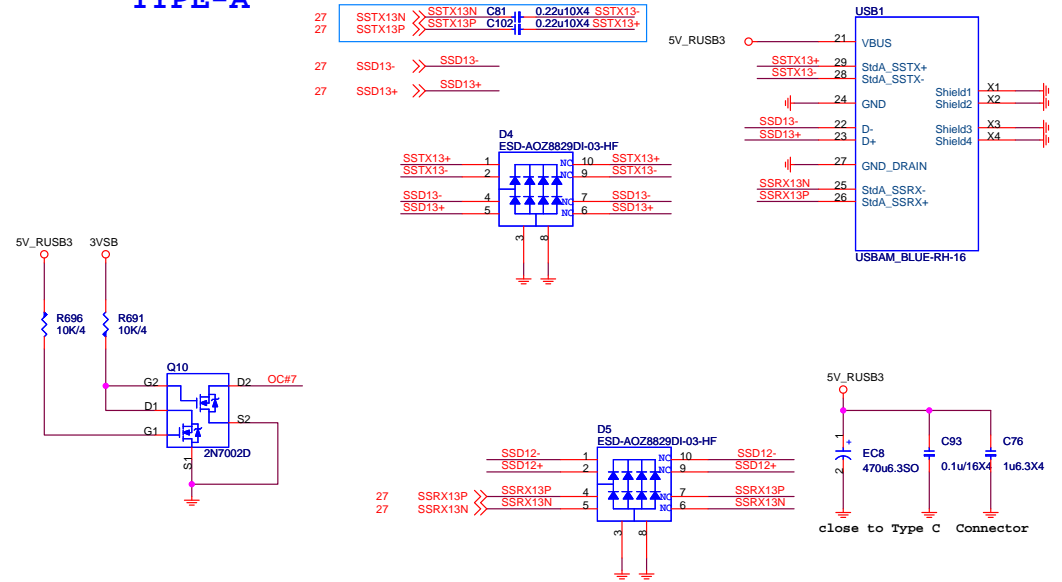 TYPE-A
27 SSTX13N SSTX13N C81 0.22u10X4 SSTX13-
27 SSTX13P SSTX13P C102 0.22u10X4 SSTX13+
27 SSD13- SSD13-
27 SSD13+ SSD13+
USB1
5V_RUSB3 21 VBUS
SSTX13+ 29 StdA_SSTX+
SSTX13- 28 StdA_SSTX-
Shield1 X1
24 GND Shield2 X2
SSD13- 22 D- Shield3 X3
SSD13+ 23 D+ Shield4 X4
27 GND_DRAIN
SSRX13N 25 StdA_SSRX-
SSRX13P 26 StdA_SSRX+
USBAM_BLUE-RH-16
D4
ESD-AOZ8829DI-03-HF
SSTX13+ 1 NC 10 SSTX13+
SSTX13- 2 NC 9 SSTX13-
SSD13- 4 NC 7 SSD13-
SSD13+ 5 NC 6 SSD13+
3 8
5V_RUSB3 3VSB
R696 R691
10K/4 10K/4
Q10
G2 D2 OC#7
D1 S2
G1
2N7002D
S1
D5
ESD-AOZ8829DI-03-HF
SSD12- 1 NC 10 SSD12-
SSD12+ 2 NC 9 SSD12+
27 SSRX13P SSRX13P 4 NC 7 SSRX13P
27 SSRX13N SSRX13N 5 NC 6 SSRX13N
3 8
5V_RUSB3
1 + EC8 C93 C76
2 470u6.3SO 0.1u/16X4 1u6.3X4
close to Type C Connector